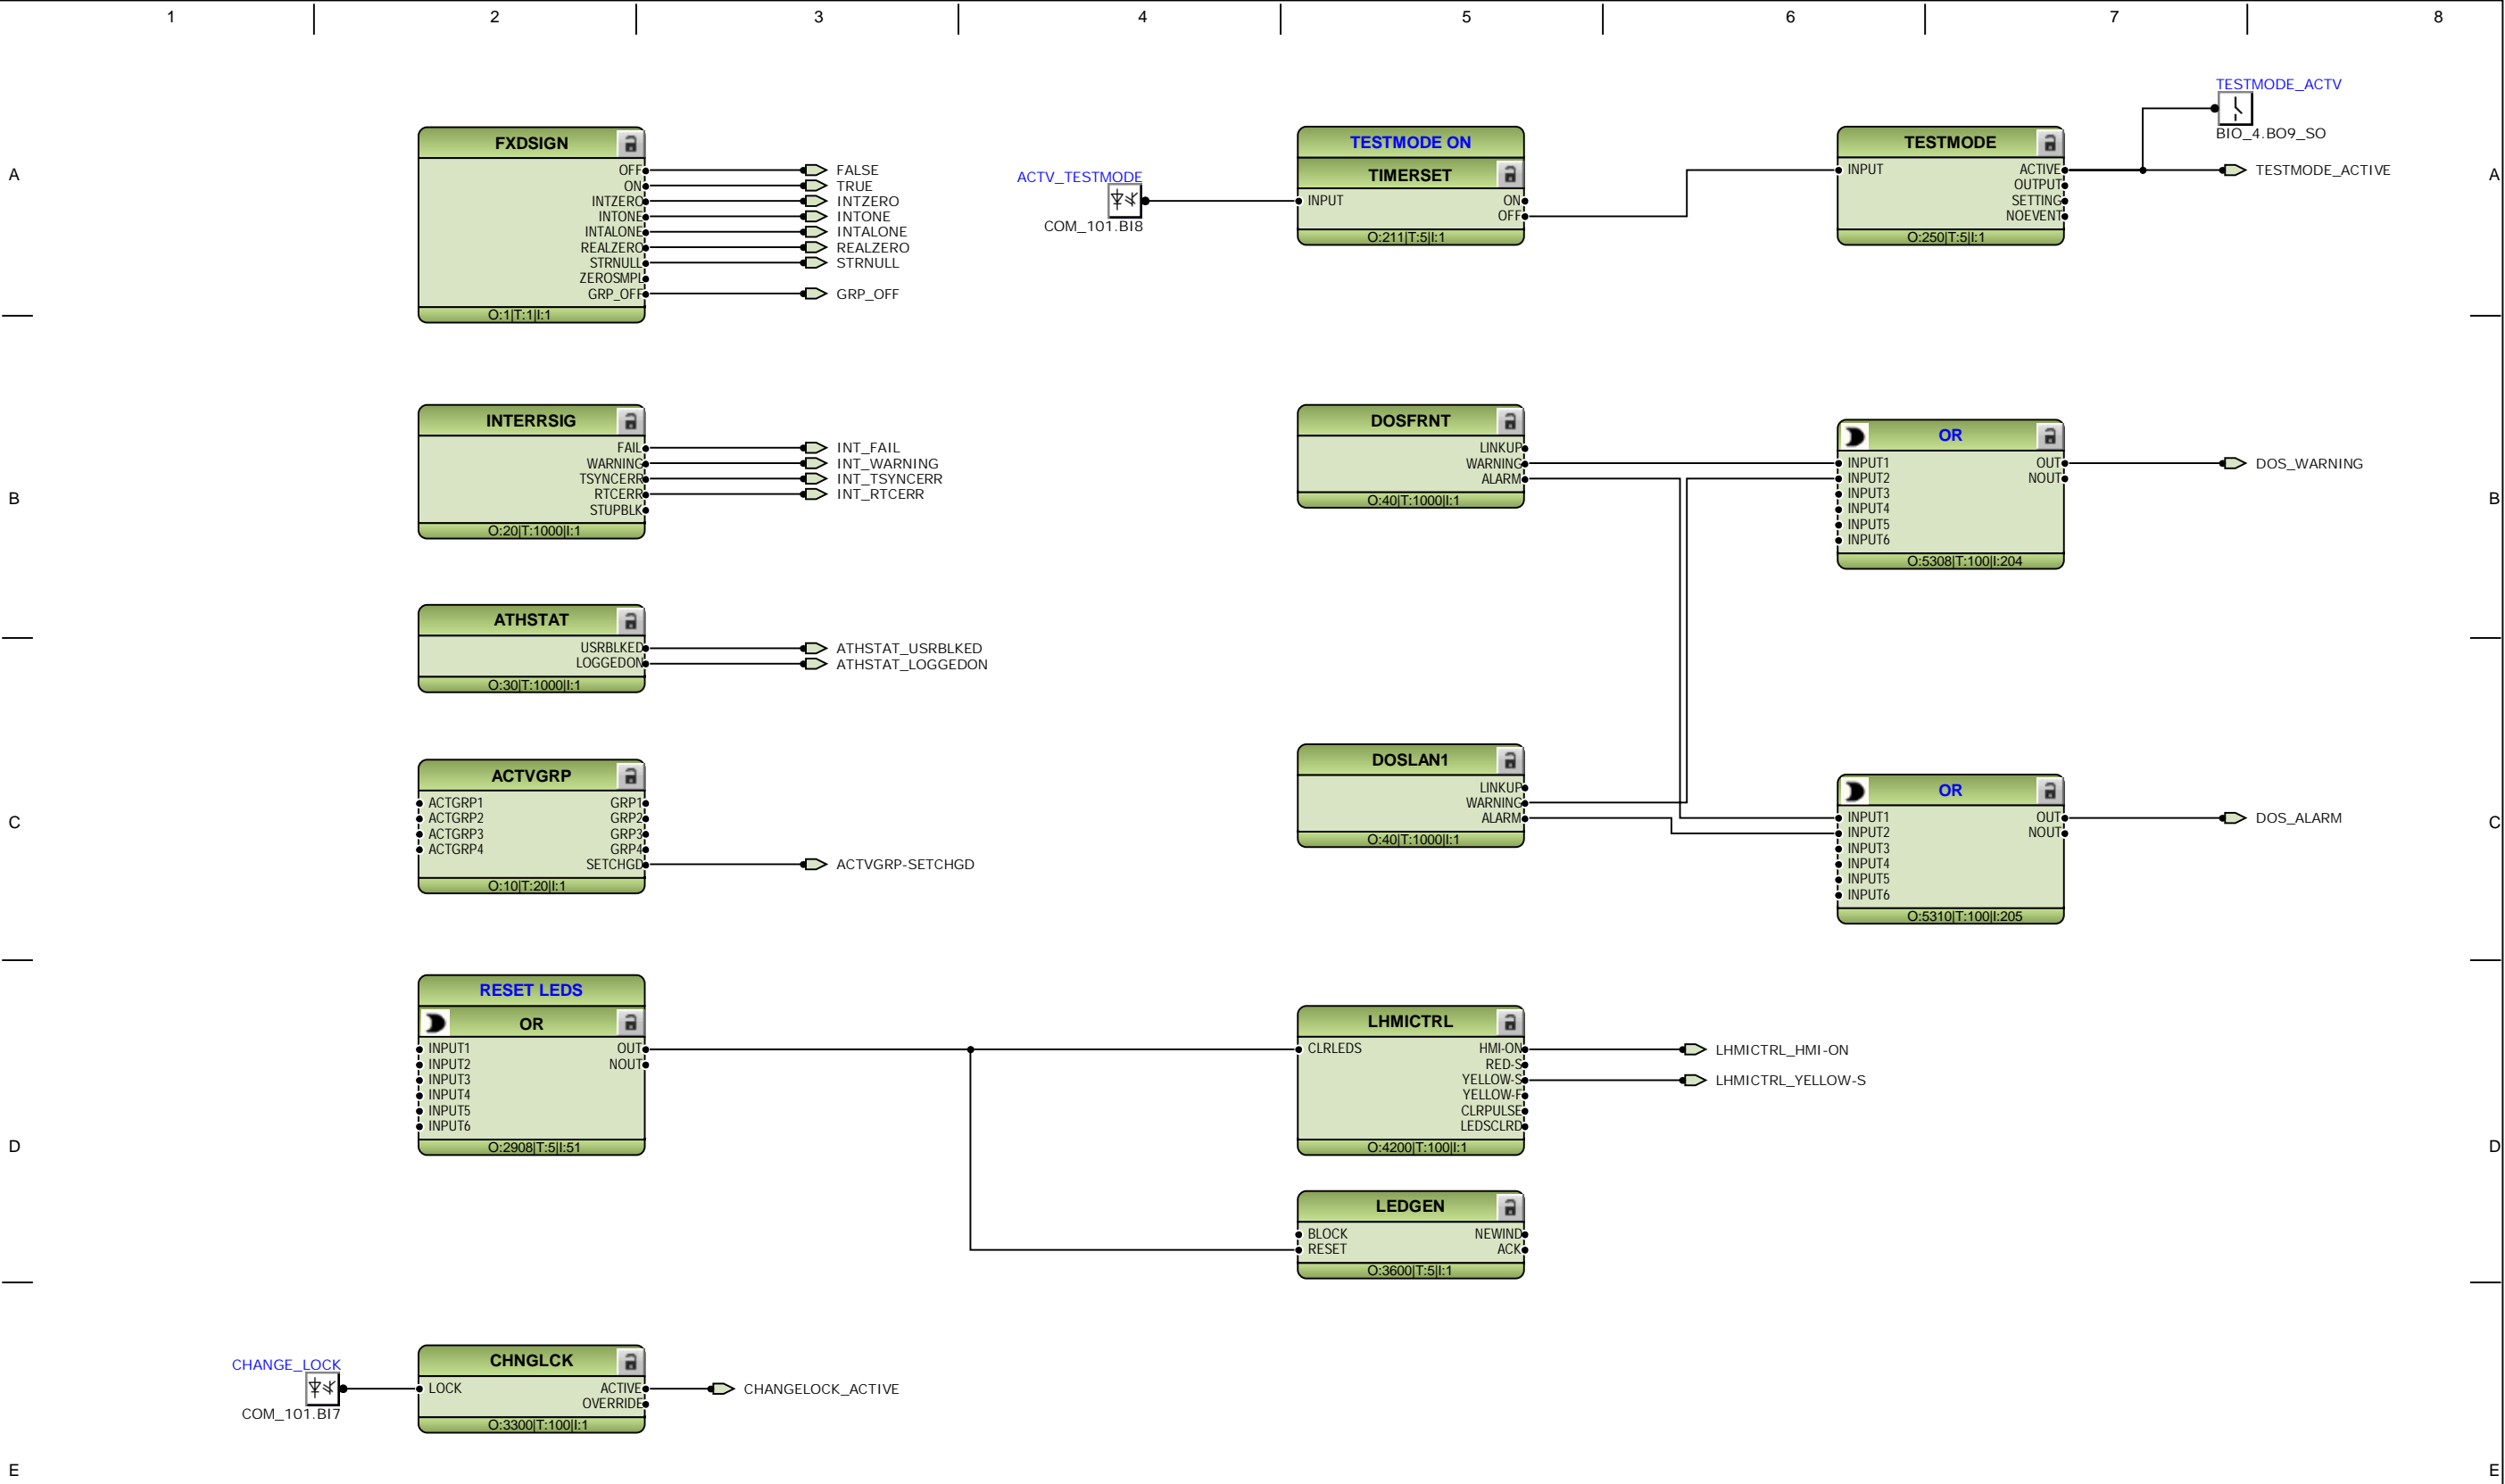 1 2 3 4 5 6 7 8
A A
B B
C C
D D
E E
FXDSIGN
OFF FALSE
ON TRUE
INTZERO INTZERO
INTONE INTONE
INTALONE INTALONE
REALZERO REALZERO
STRNULL STRNULL
ZEROSMPL
GRP_OFF GRP_OFF
O:1|T:1|I:1
ACTV_TESTMODE
COM_101.BI8
TESTMODE ON
TIMERSET
INPUT ON
OFF
O:211|T:5|I:1
TESTMODE
INPUT ACTIVE
OUTPUT
SETTING
NOEVENT
O:250|T:5|I:1
TESTMODE_ACTV
BIO_4.BO9_SO
TESTMODE_ACTIVE
INTERRSIG
FAIL INT_FAIL
WARNING INT_WARNING
TSYNCERR INT_TSYNCERR
RTCERR INT_RTCERR
STUPBLK
O:20|T:1000|I:1
DOSFRNT
LINKUP
WARNING
ALARM
O:40|T:1000|I:1
OR
INPUT1 OUT
INPUT2 NOUT
INPUT3
INPUT4
INPUT5
INPUT6
O:5308|T:100|I:204
DOS_WARNING
ATHSTAT
USRBLKED ATHSTAT_USRBLKED
LOGGEDON ATHSTAT_LOGGEDON
O:30|T:1000|I:1
ACTVGRP
ACTGRP1 GRP1
ACTGRP2 GRP2
ACTGRP3 GRP3
ACTGRP4 GRP4
SETCHGD ACTVGRP-SETCHGD
O:10|T:20|I:1
DOSLAN1
LINKUP
WARNING
ALARM
O:40|T:1000|I:1
OR
INPUT1 OUT
INPUT2 NOUT
INPUT3
INPUT4
INPUT5
INPUT6
O:5310|T:100|I:205
DOS_ALARM
RESET LEDS
OR
INPUT1 OUT
INPUT2 NOUT
INPUT3
INPUT4
INPUT5
INPUT6
O:2908|T:5|I:51
LHMICTRL
CLRLEDS HMI-ON LHMICTRL_HMI-ON
RED-S
YELLOW-S LHMICTRL_YELLOW-S
YELLOW-F
CLRPULSE
LEDSCLRD
O:4200|T:100|I:1
LEDGEN
BLOCK NEWIND
RESET ACK
O:3600|T:5|I:1
CHANGE_LOCK
COM_101.BI7
CHNGLCK
LOCK ACTIVE CHANGELOCK_ACTIVE
OVERRIDE
O:3300|T:100|I:1